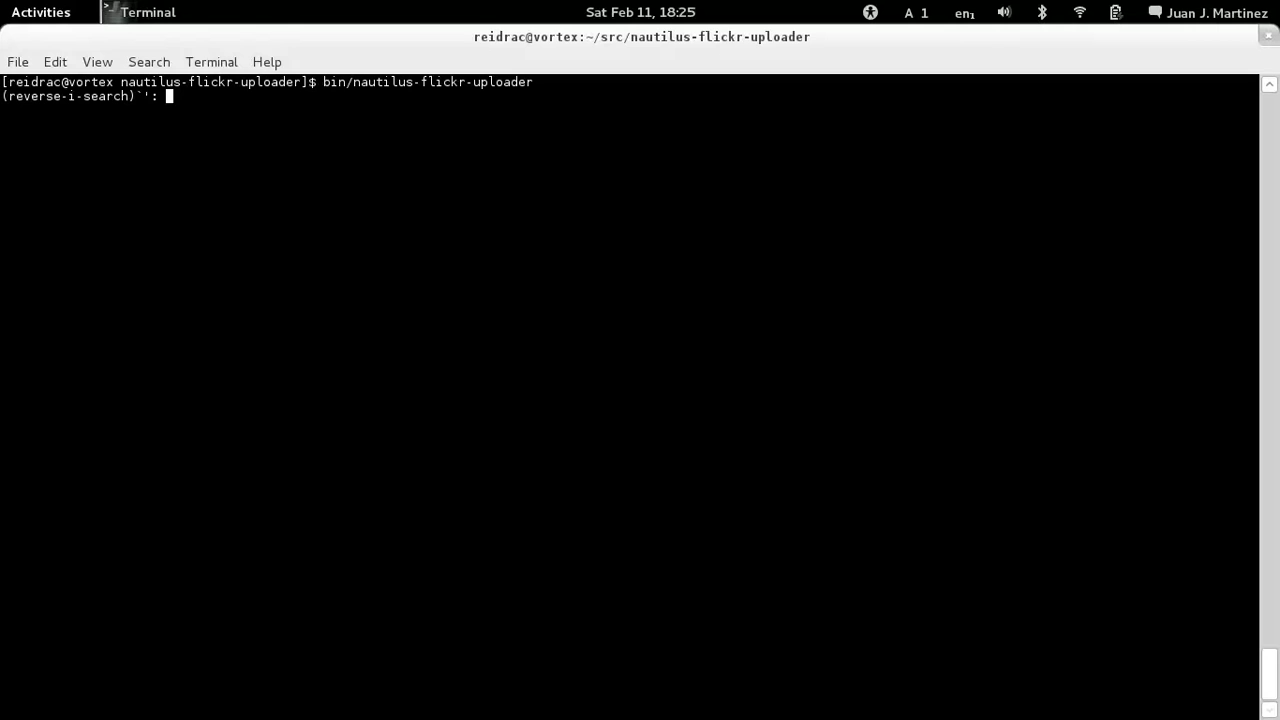 Activities Terminal Sat Feb 11, 18:25 A 1 en₁ Juan J. Martinez
reidrac@vortex:~/src/nautilus-flickr-uploader
File Edit View Search Terminal Help
[reidrac@vortex nautilus-flickr-uploader]$ bin/nautilus-flickr-uploader
(reverse-i-search)`':